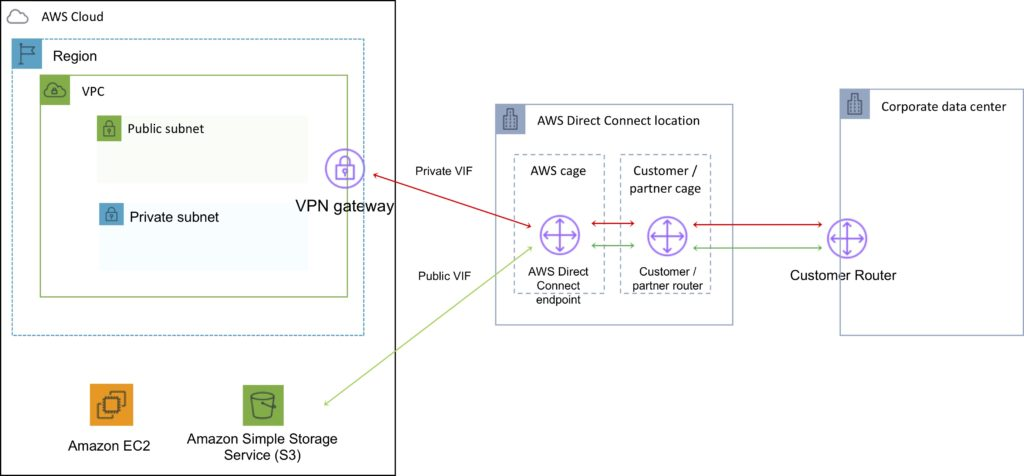 AWS Cloud
Region
VPC
Public subnet
Private subnet
VPN gateway
Private VIF
Public VIF
AWS Direct Connect location
AWS cage
Customer /
partner cage
AWS Direct
Connect
endpoint
Customer /
partner router
Corporate data center
Customer Router
Amazon EC2
Amazon Simple Storage
Service (S3)